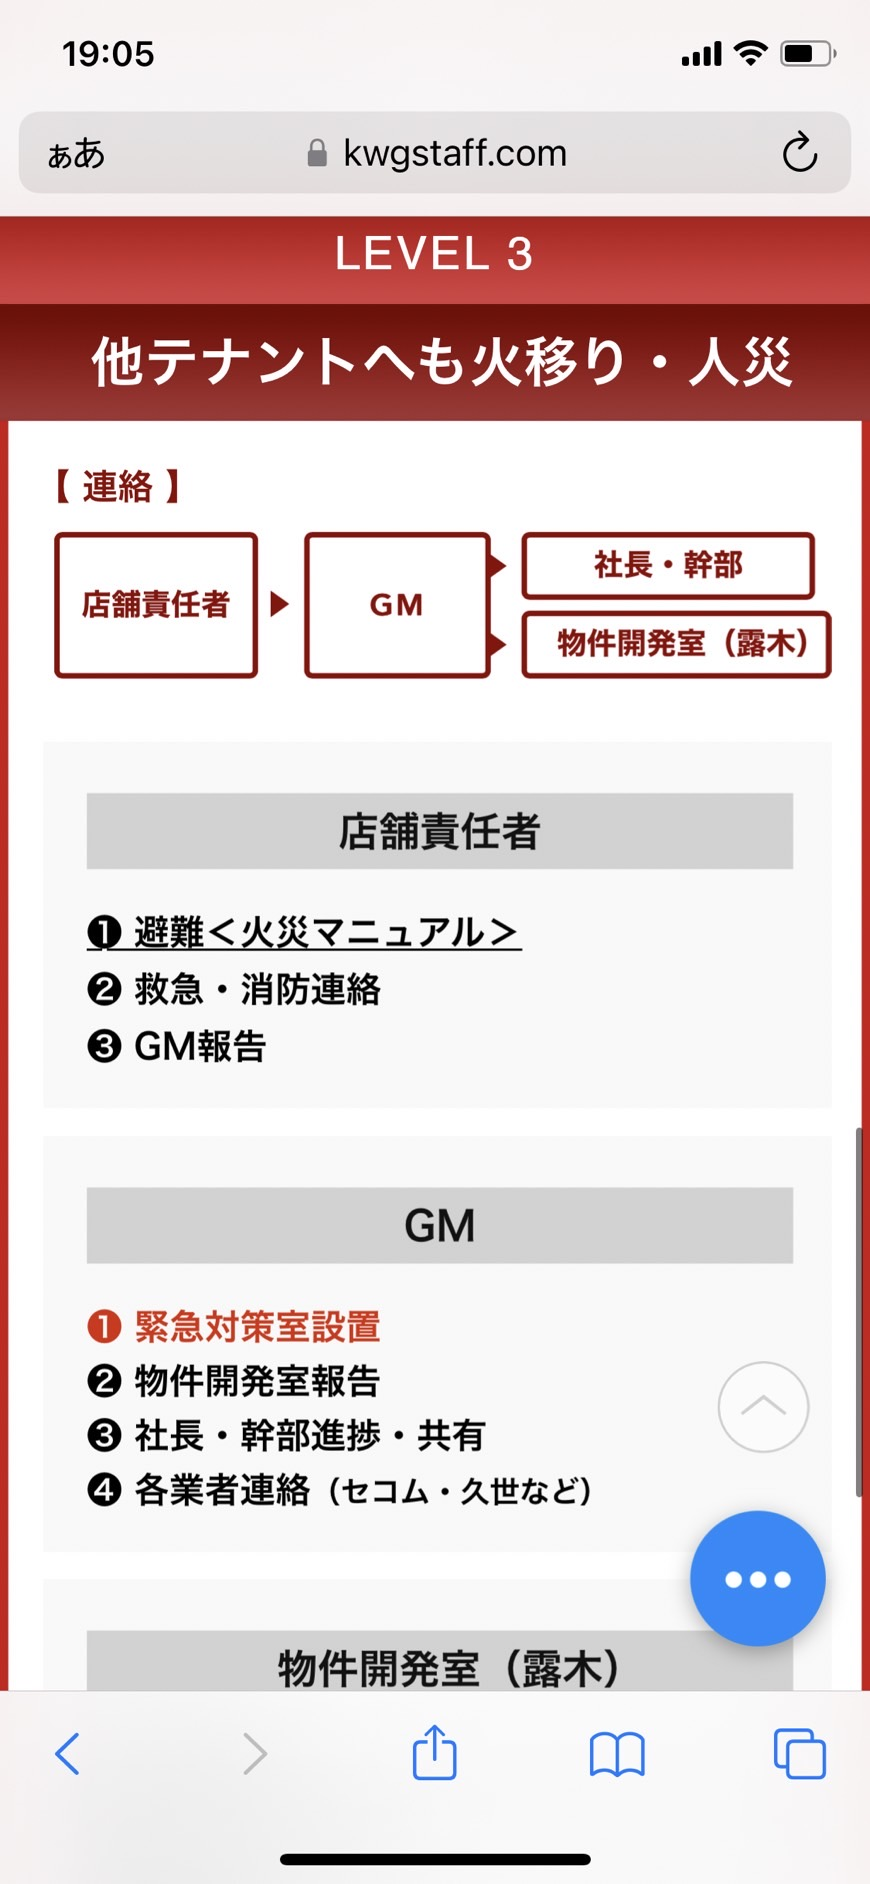 19:05
ぁあ kwgstaff.com
LEVEL 3
他テナントへも火移り・人災
【 連絡 】
店舗責任者
GM
社長・幹部
物件開発室（露木）
店舗責任者
❶ 避難＜火災マニュアル＞
❷ 救急・消防連絡
❸ GM報告
GM
❶ 緊急対策室設置
❷ 物件開発室報告
❸ 社長・幹部進捗・共有
❹ 各業者連絡（セコム・久世など）
物件開発室（露木）